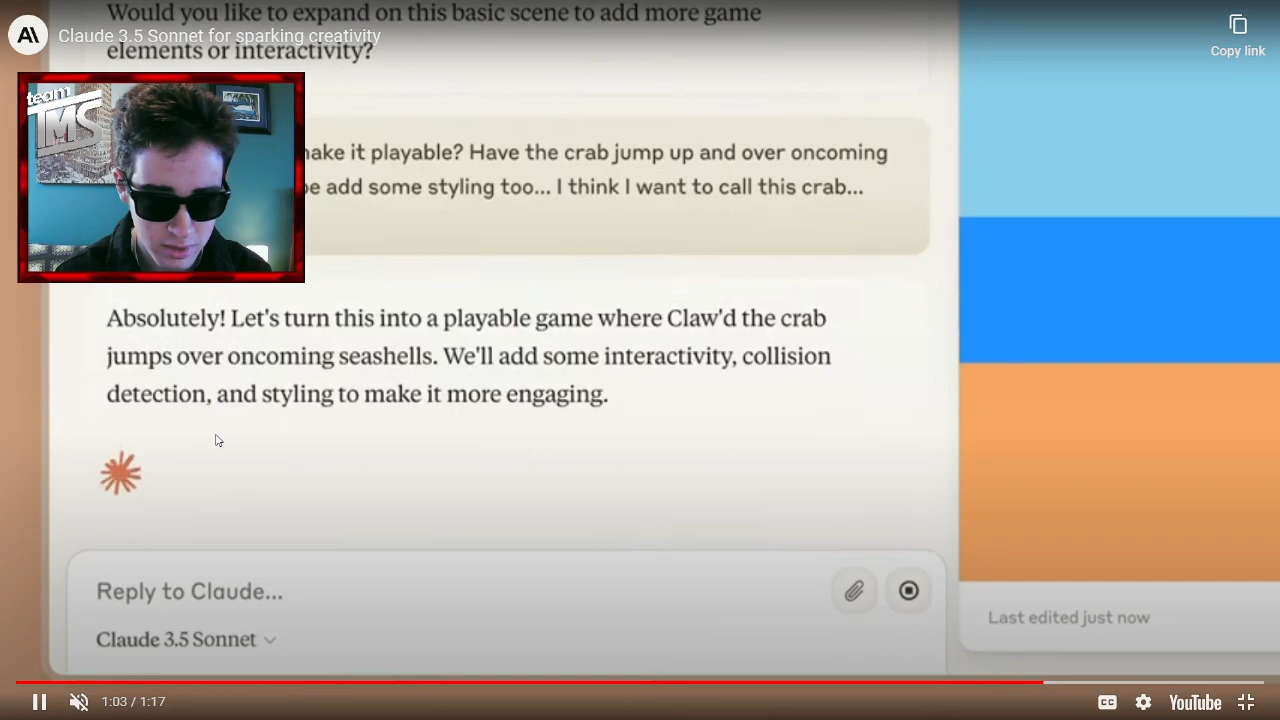 Would you like to expand on this basic scene to add more game
Claude 3.5 Sonnet for sparking creativity
elements or interactivity?
Copy link
team
TMS
make it playable? Have the crab jump up and over oncoming
be add some styling too... I think I want to call this crab...
Absolutely! Let's turn this into a playable game where Claw'd the crab
jumps over oncoming seashells. We'll add some interactivity, collision
detection, and styling to make it more engaging.
Reply to Claude...
Claude 3.5 Sonnet
Last edited just now
1:03 / 1:17
CC
YouTube